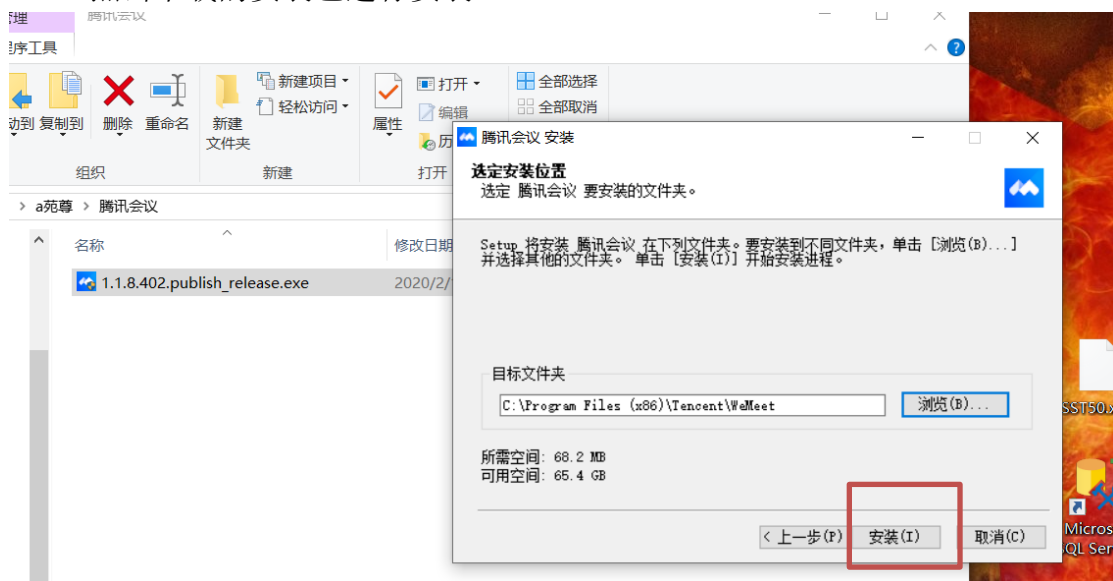 腾讯会议
程序工具
复制到
删除
重命名
新建
文件夹
新建项目
轻松访问
属性
打开
编辑
全部选择
全部取消
组织
新建
打开
> a苑尊 > 腾讯会议
名称
修改日期
1.1.8.402.publish_release.exe
2020/2/
腾讯会议 安装
选定安装位置
选定 腾讯会议 要安装的文件夹。
Setup 将安装 腾讯会议 在下列文件夹。要安装到不同文件夹，单击 [浏览(B)...]
并选择其他的文件夹。 单击 [安装(I)] 开始安装进程。
目标文件夹
C:\Program Files (x86)\Tencent\WeMeet
浏览(B)...
所需空间: 68.2 MB
可用空间: 65.4 GB
< 上一步(P)
安装(I)
取消(C)
SST50.x
Micros
QL Ser